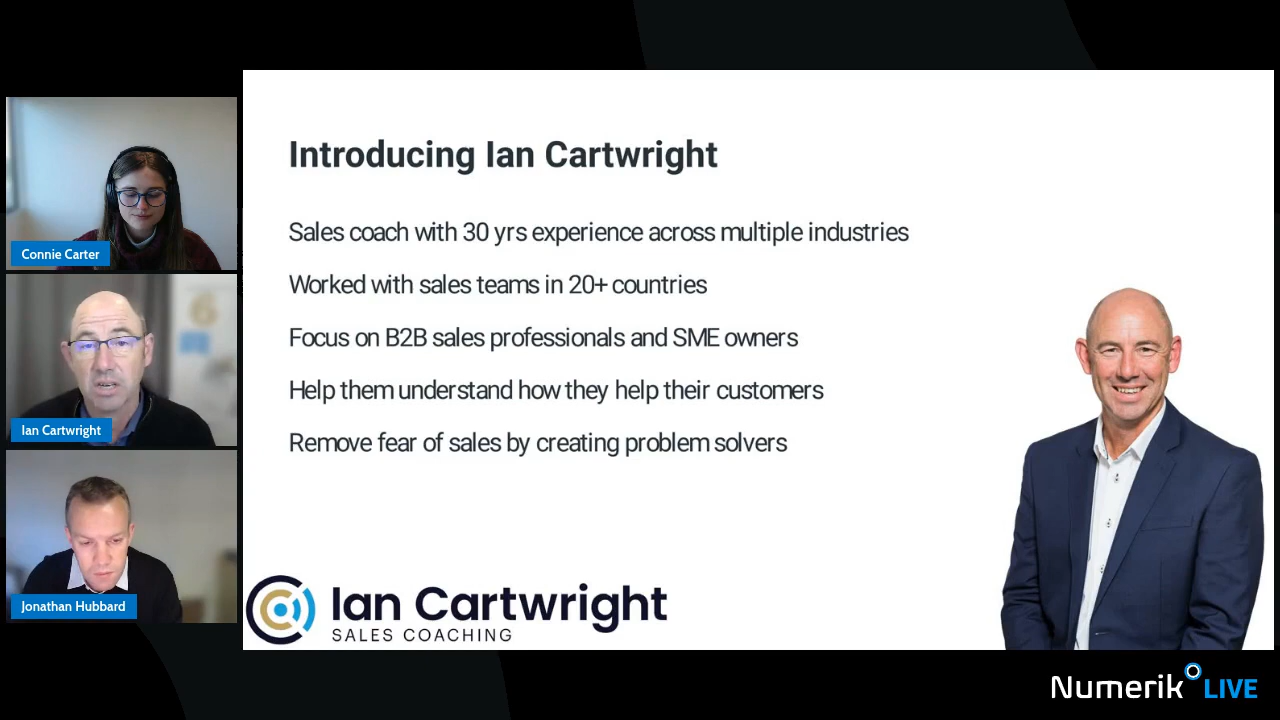 Connie Carter
Ian Cartwright
Jonathan Hubbard
Introducing Ian Cartwright
Sales coach with 30 yrs experience across multiple industries
Worked with sales teams in 20+ countries
Focus on B2B sales professionals and SME owners
Help them understand how they help their customers
Remove fear of sales by creating problem solvers
Ian Cartwright
SALES COACHING
Numerik LIVE